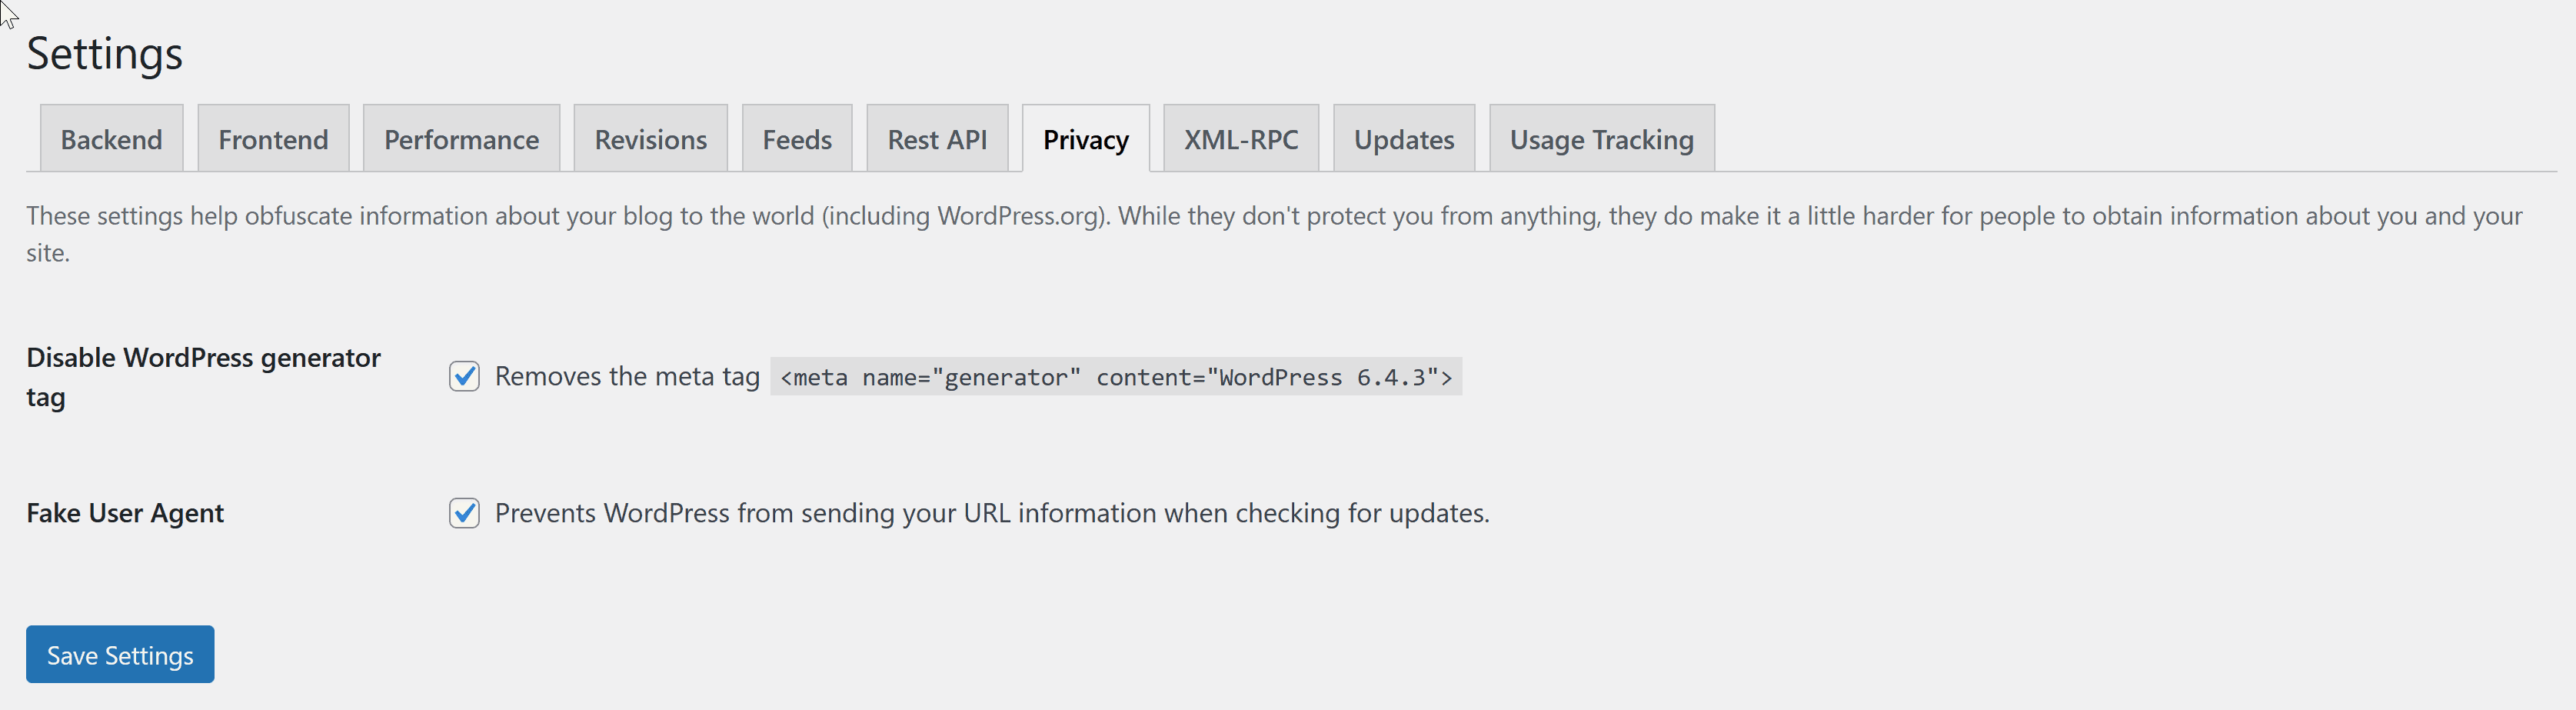 Settings
Backend Frontend Performance Revisions Feeds Rest API Privacy XML-RPC Updates Usage Tracking
These settings help obfuscate information about your blog to the world (including WordPress.org). While they don't protect you from anything, they do make it a little harder for people to obtain information about you and your
site.
Disable WordPress generator
tag
Removes the meta tag <meta name="generator" content="WordPress 6.4.3">
Fake User Agent
Prevents WordPress from sending your URL information when checking for updates.
Save Settings